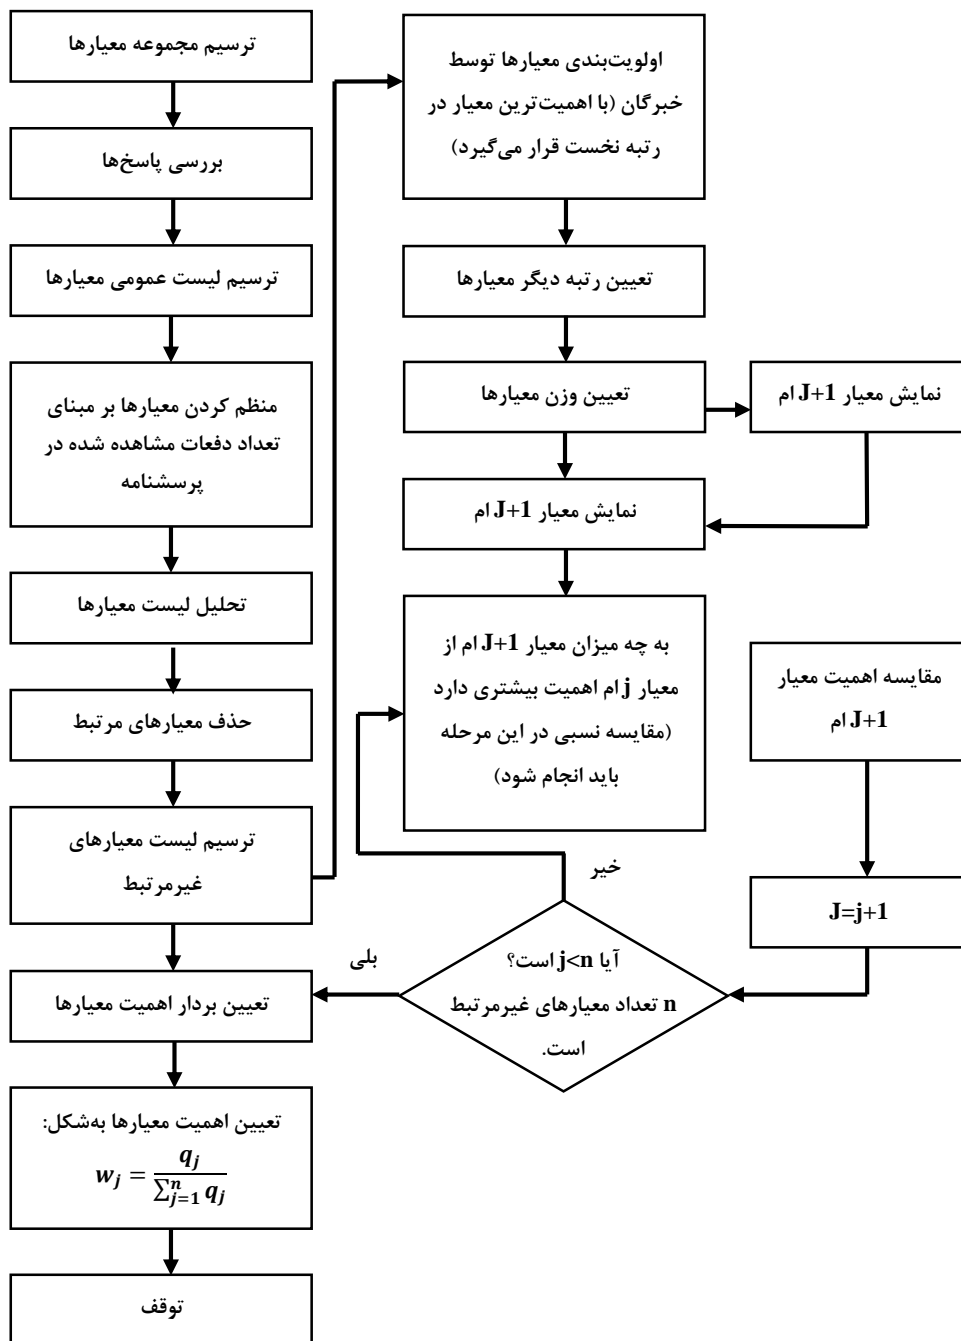 ترسیم مجموعه معیارها
بررسی پاسخ‌ها
ترسیم لیست عمومی معیارها
منظم کردن معیارها بر مبنای
تعداد دفعات مشاهده شده در
پرسشنامه
تحلیل لیست معیارها
حذف معیارهای مرتبط
ترسیم لیست معیارهای
غیرمرتبط
تعیین بردار اهمیت معیارها
تعیین اهمیت معیارها به‌شکل:
$w_j = \frac{q_j}{\sum_{j=1}^{n} q_j}$
توقف
اولویت‌بندی معیارها توسط
خبرگان (با اهمیت‌ترین معیار در
رتبه نخست قرار می‌گیرد)
تعیین رتبه دیگر معیارها
تعیین وزن معیارها
نمایش معیار J+1 ام
نمایش معیار J+1 ام
به چه میزان معیار J+1 ام از
معیار j ام اهمیت بیشتری دارد
(مقایسه نسبی در این مرحله
باید انجام شود)
مقایسه اهمیت معیار
J+1 ام
J=j+1
خیر
بلی
آیا j<n است؟
n تعداد معیارهای غیرمرتبط
است.